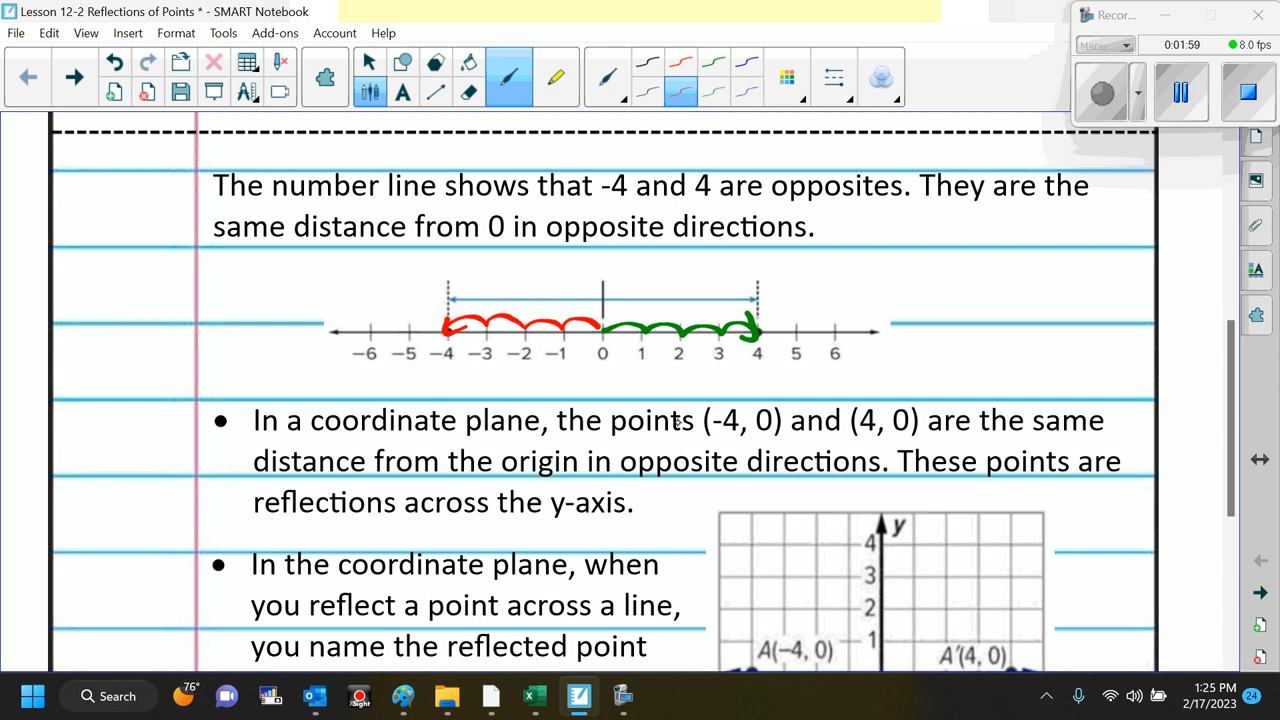 Lesson 12-2 Reflections of Points * - SMART Notebook
Recor...
File Edit View Insert Format Tools Add-ons Account Help
Menu 0:01:59 8.0 fps
The number line shows that -4 and 4 are opposites. They are the
same distance from 0 in opposite directions.
−6 −5 −4 −3 −2 −1 0 1 2 3 4 5 6
• In a coordinate plane, the points (-4, 0) and (4, 0) are the same
distance from the origin in opposite directions. These points are
reflections across the y-axis.
• In the coordinate plane, when
you reflect a point across a line,
you name the reflected point
y
4
3
2
1
A(−4, 0) A′(4, 0)
76°
Search
1:25 PM
2/17/2023
24